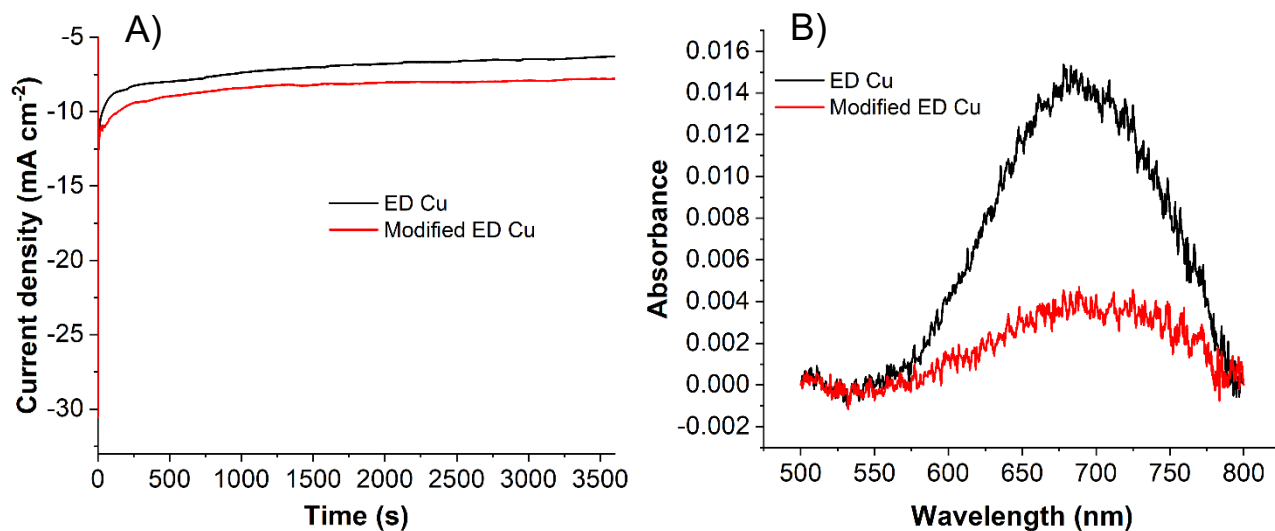 A)
-5
-10
-15
-20
-25
-30
Current density (mA cm-2)
ED Cu
Modified ED Cu
0 500 1000 1500 2000 2500 3000 3500
Time (s)
B)
0.016
0.014
0.012
0.010
0.008
0.006
0.004
0.002
0.000
-0.002
Absorbance
ED Cu
Modified ED Cu
500 550 600 650 700 750 800
Wavelength (nm)